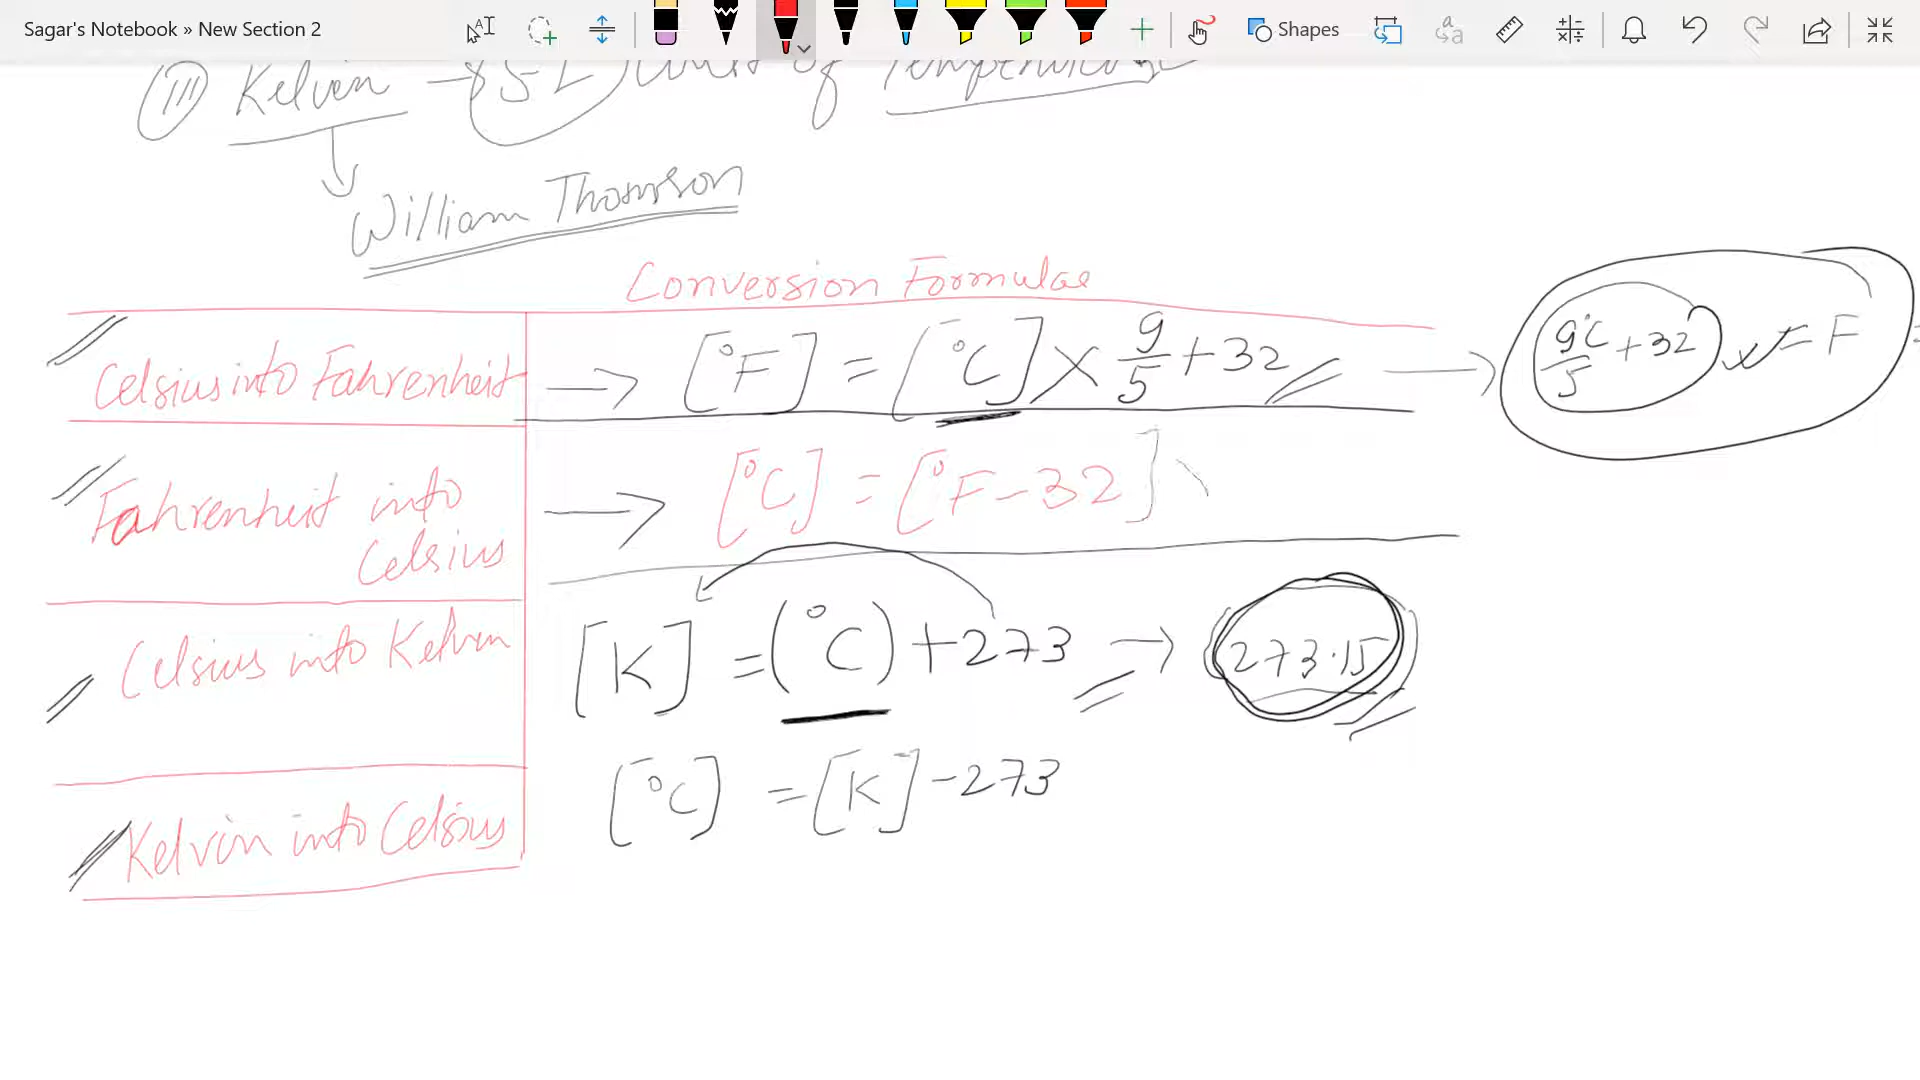 Sagar's Notebook » New Section 2
Shapes
(III) Kelvin - (S-I) units of Temperature
William Thomson
Conversion Formulae
Celsius into Fahrenheit → [°F] = [°C] × 9/5 + 32 → (9°C/5 + 32) = F
Fahrenheit into Celsius → [°C] = [°F - 32]
Celsius into Kelvin [K] = (°C) + 273 → 273.15
Kelvin into Celsius [°C] = [K] - 273